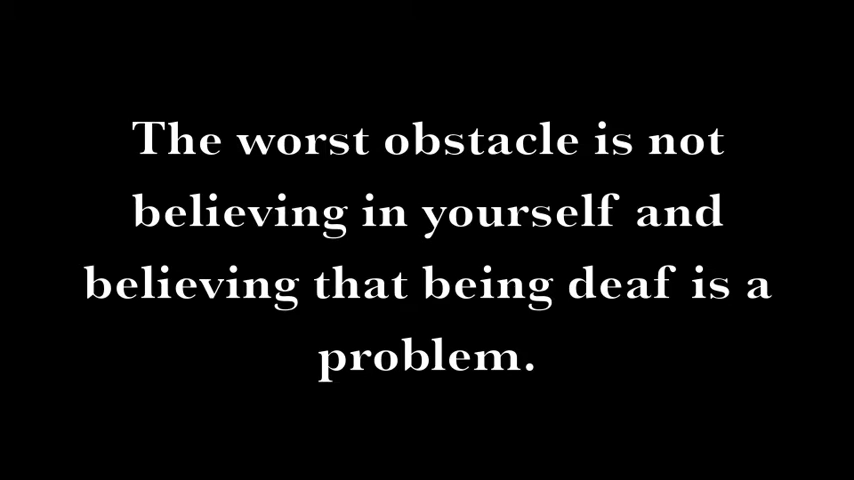 The worst obstacle is not
believing in yourself and
believing that being deaf is a
problem.